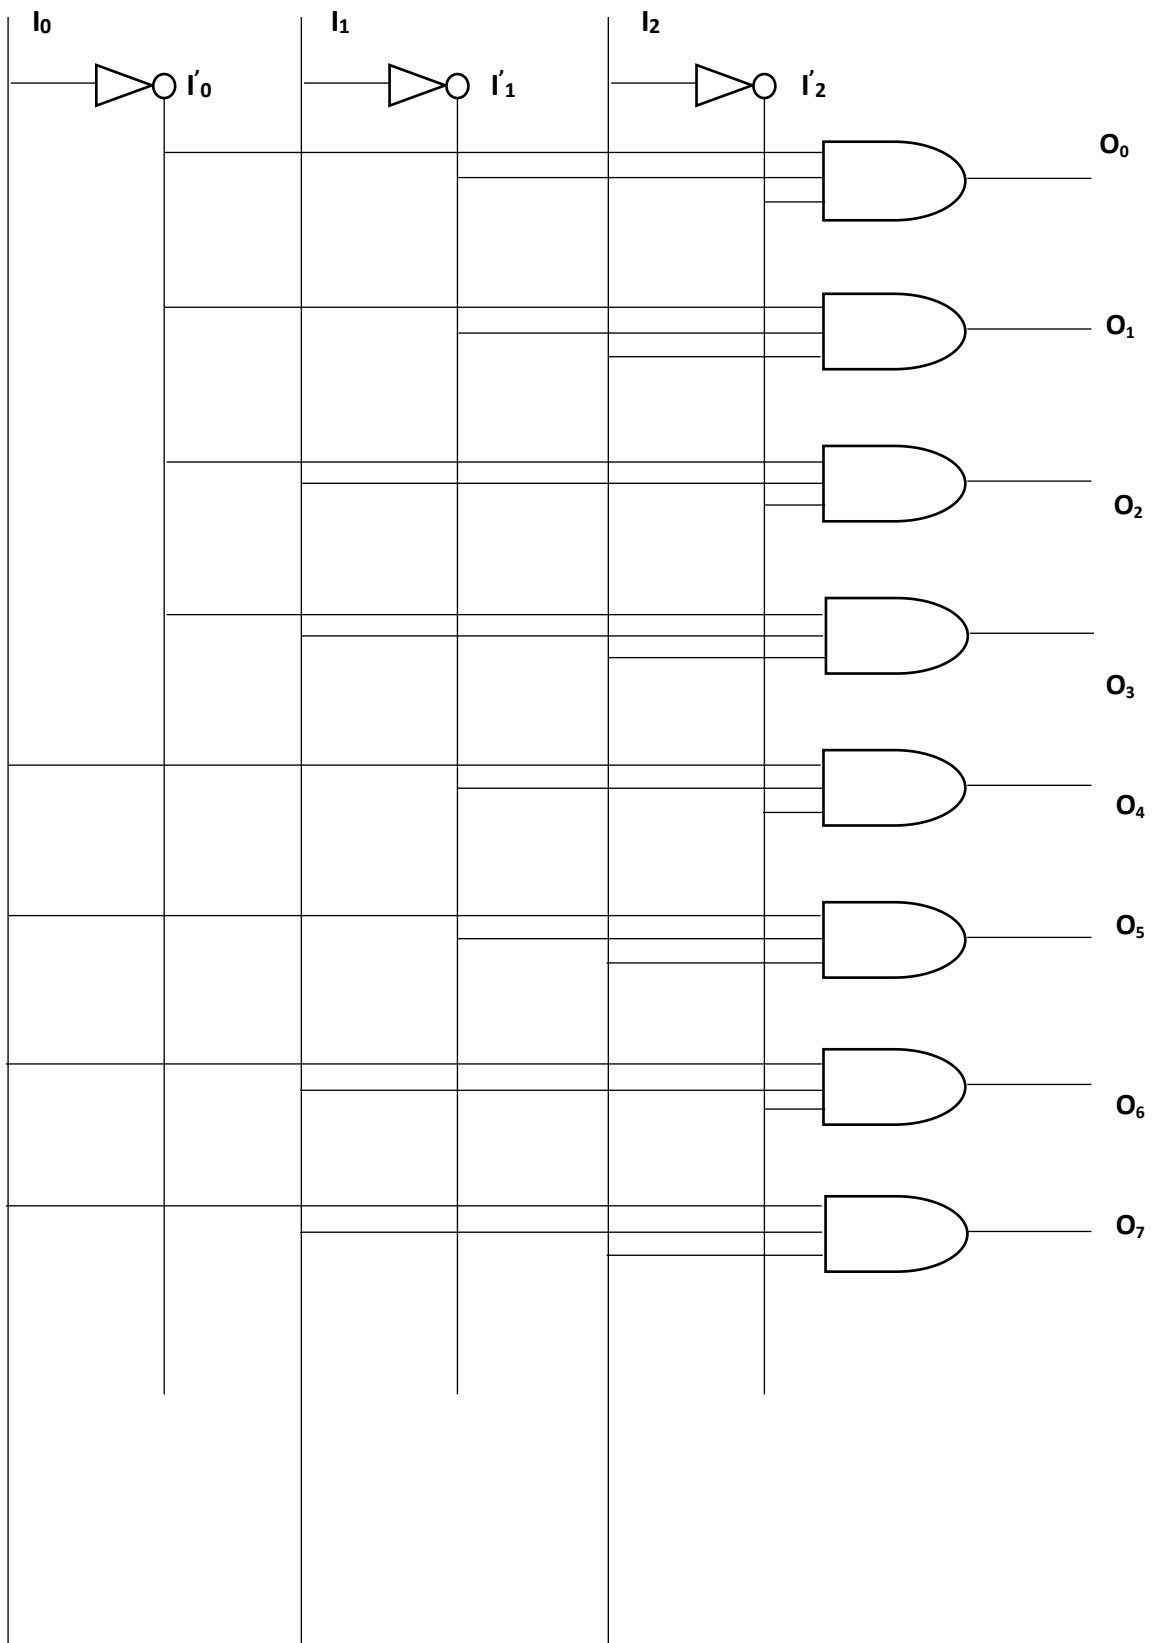 I₀ I₁ I₂
I′₀ I′₁ I′₂
O₀
O₁
O₂
O₃
O₄
O₅
O₆
O₇